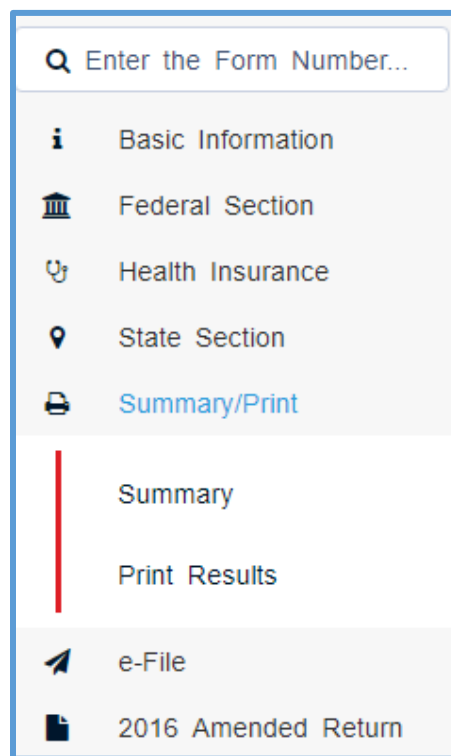 Enter the Form Number...
Basic Information
Federal Section
Health Insurance
State Section
Summary/Print
Summary
Print Results
e-File
2016 Amended Return